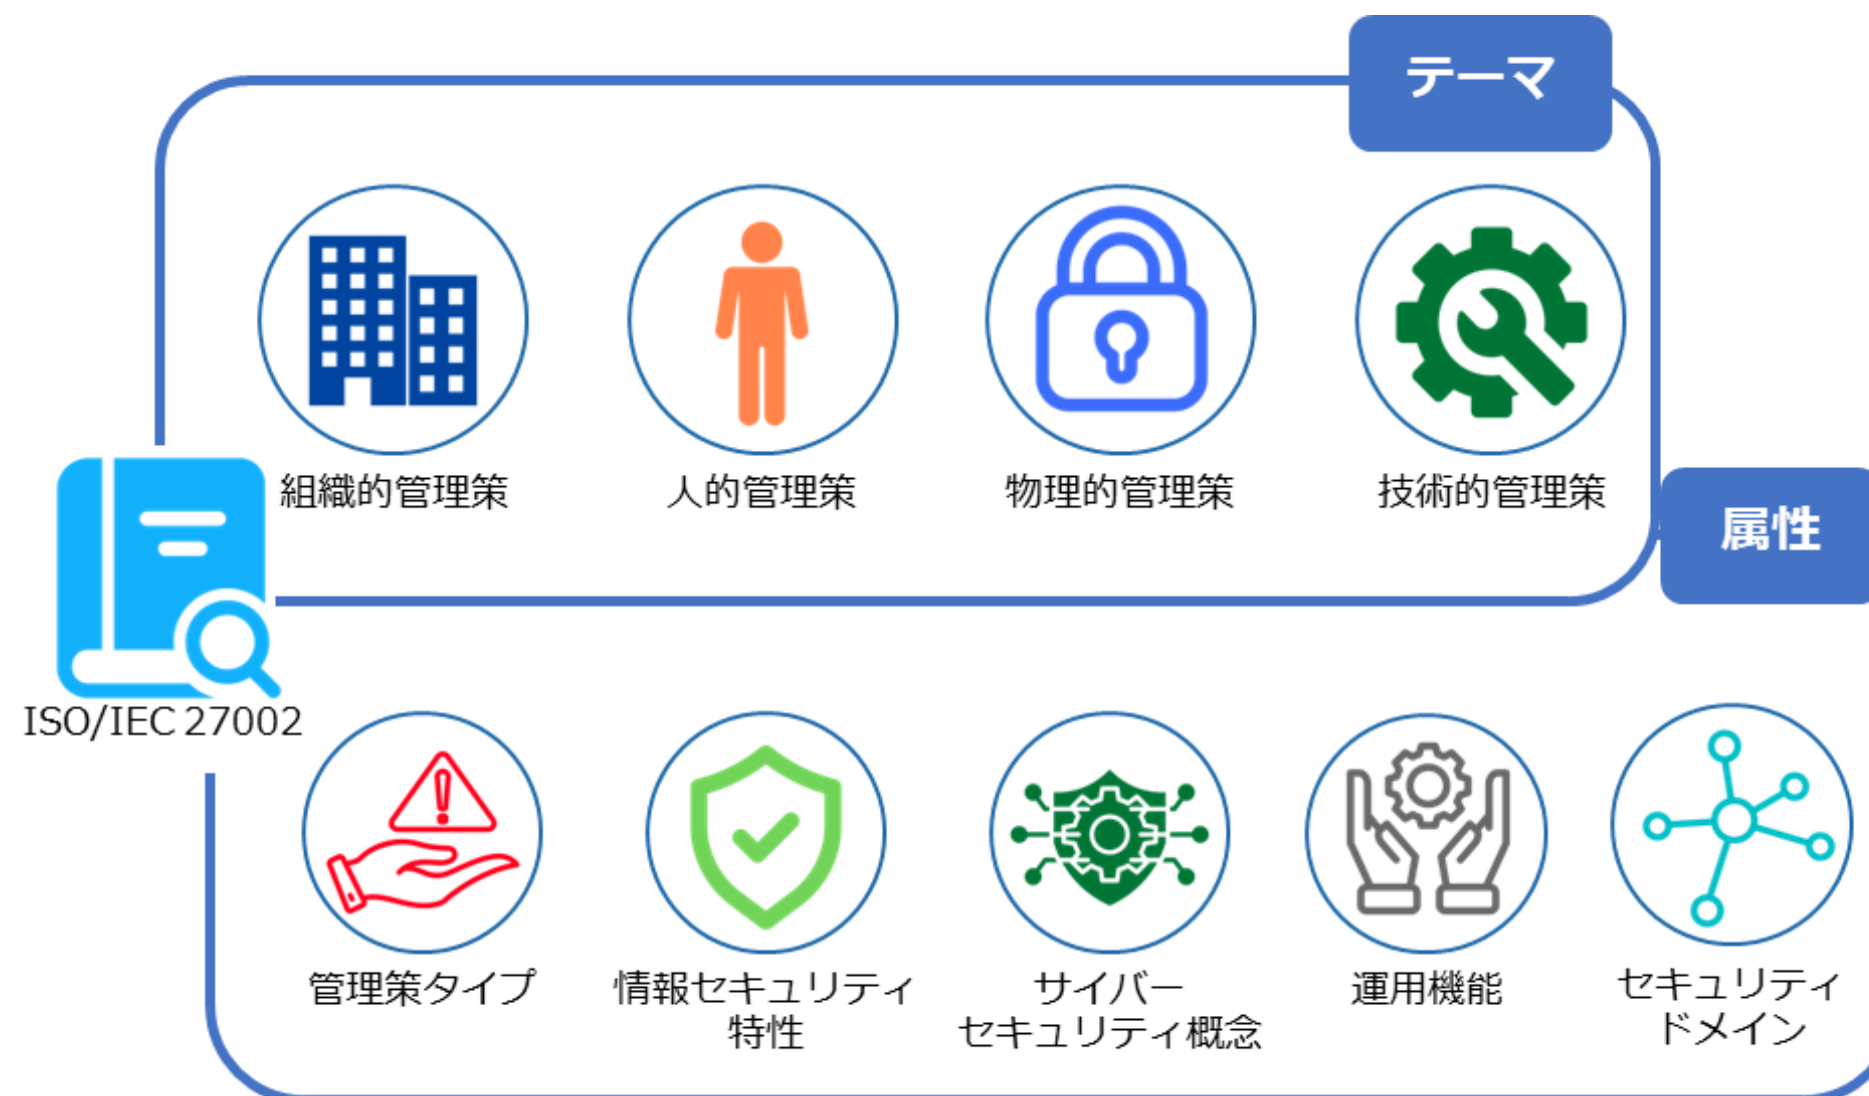 テーマ
組織的管理策
人的管理策
物理的管理策
技術的管理策
属性
ISO/IEC 27002
管理策タイプ
情報セキュリティ
特性
サイバー
セキュリティ概念
運用機能
セキュリティ
ドメイン